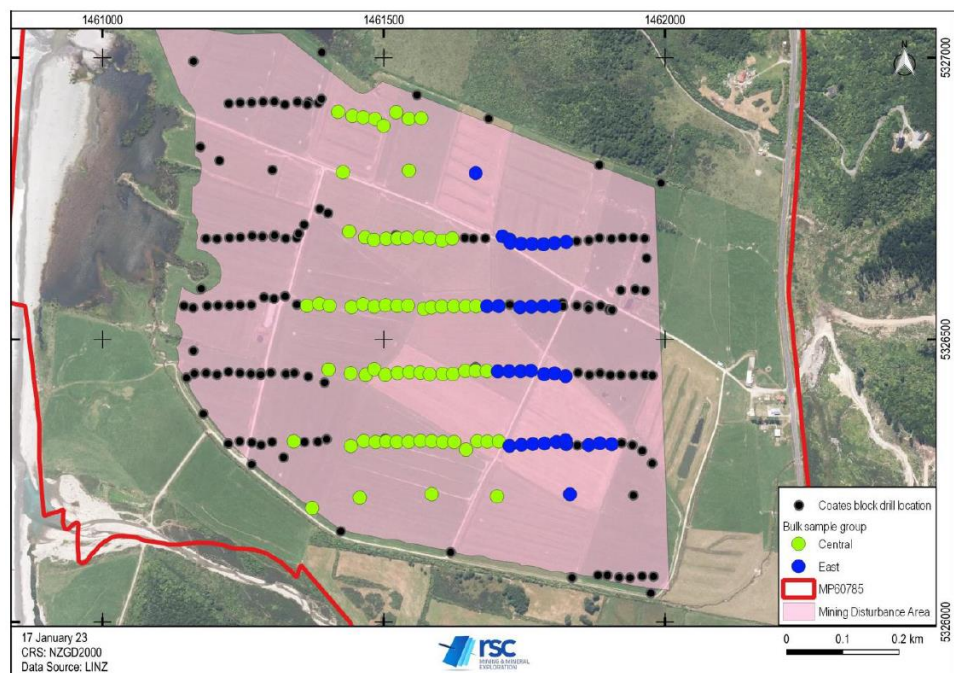 1461000
1461500
1462000
5327000
N
5326500
Coates block drill location
Bulk sample group
Central
East
MP60785
Mining Disturbance Area
5326000
0 0.1 0.2 km
17 January 23
CRS: NZGD2000
Data Source: LINZ
rsc
MINING & MINERAL
EXPLORATION